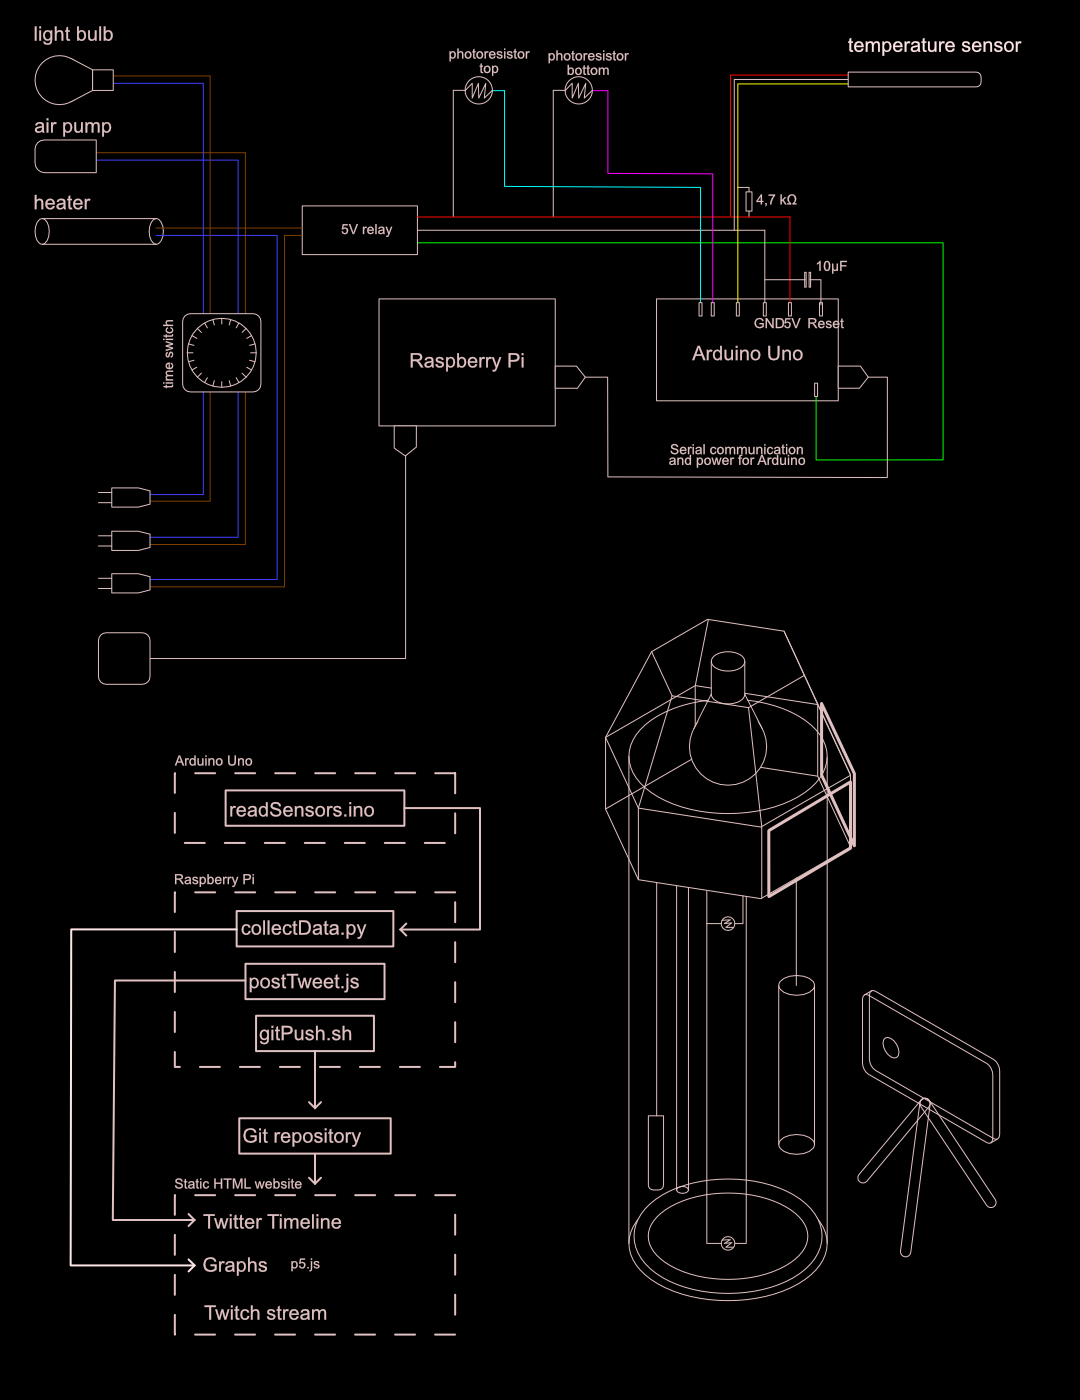 light bulb
air pump
heater
photoresistor
top
photoresistor
bottom
temperature sensor
4,7 kΩ
5V relay
10µF
GND5V Reset
time switch
Raspberry Pi
Arduino Uno
Serial communication
and power for Arduino
Arduino Uno
readSensors.ino
Raspberry Pi
collectData.py
postTweet.js
gitPush.sh
Git repository
Static HTML website
Twitter Timeline
Graphs p5.js
Twitch stream